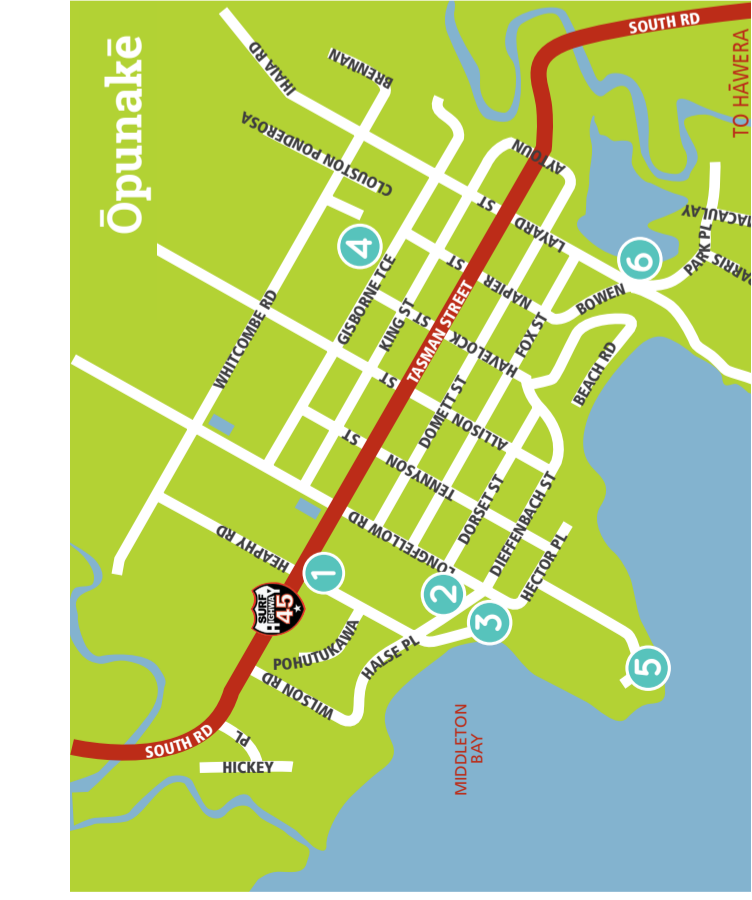 Ōpunakē
SOUTH RD
TO HĀWERA
IHAIA RD
BRENNAN
CLOUSTON PONDEROSA
AYTOUN
LAYARD ST
NAPIER ST
HAVELOCK ST
ALLISON ST
TENNYSON ST
LONGFELLOW RD
HEAPHY RD
WHITCOMBE RD
GISBORNE TCE
KING ST
TASMAN STREET
DOMETT ST
FOX ST
DORSET ST
DIEFFENBACH ST
HECTOR PL
BOWEN
BEACH RD
PARK PL
MACAULAY
HARRIS
4
6
1
2
3
5
SURF
HIGHWAY
45
POHUTUKAWA
HALSE PL
WILSON RD
SOUTH RD
HICKEY PL
MIDDLETON
BAY